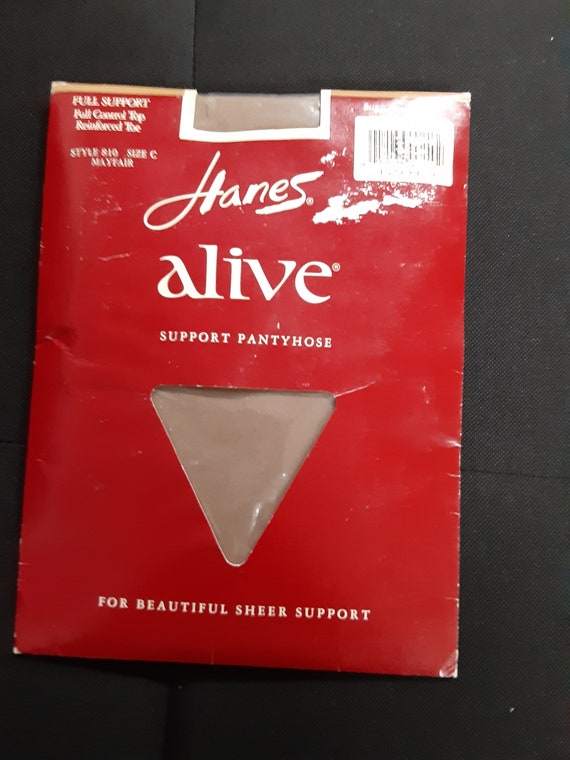 FULL SUPPORT
Full Control Top
Reinforced Toe
STYLE 810 SIZE C
MAYFAIR
Hanes®
alive®
SUPPORT PANTYHOSE
FOR BEAUTIFUL SHEER SUPPORT